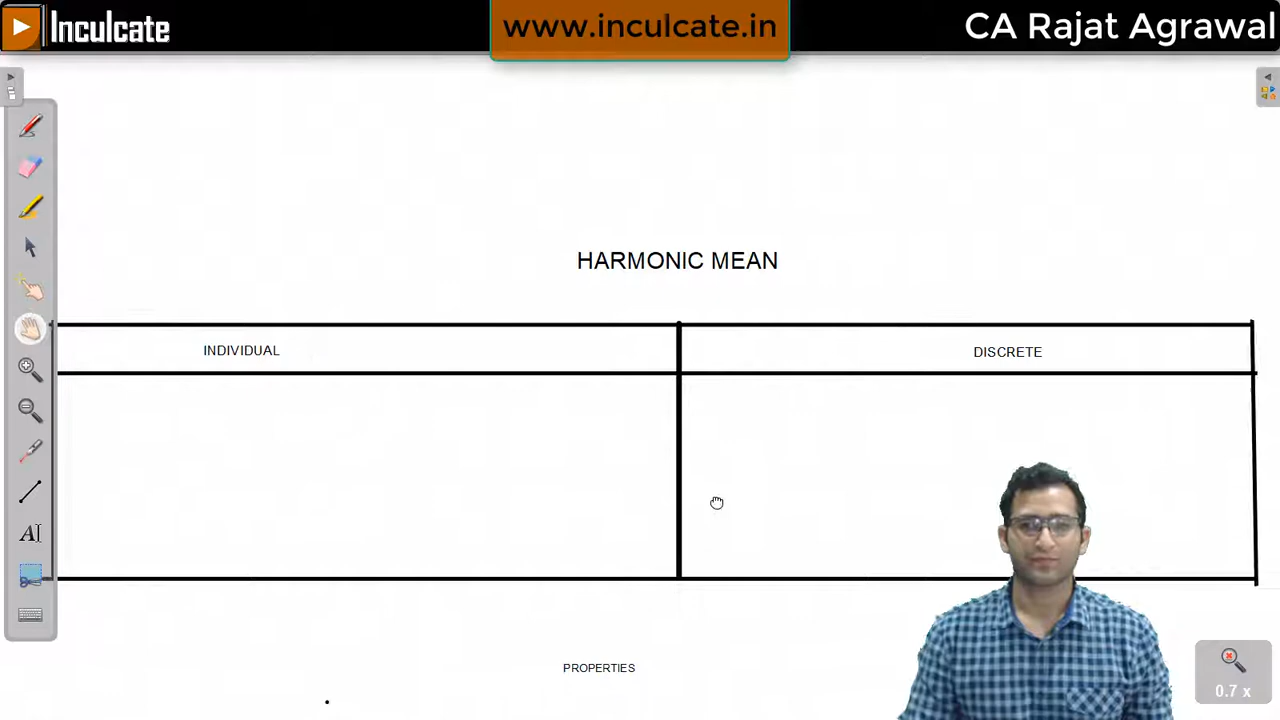 Inculcate
www.inculcate.in
CA Rajat Agrawal
HARMONIC MEAN
INDIVIDUAL
DISCRETE
A
PROPERTIES
0.7 x